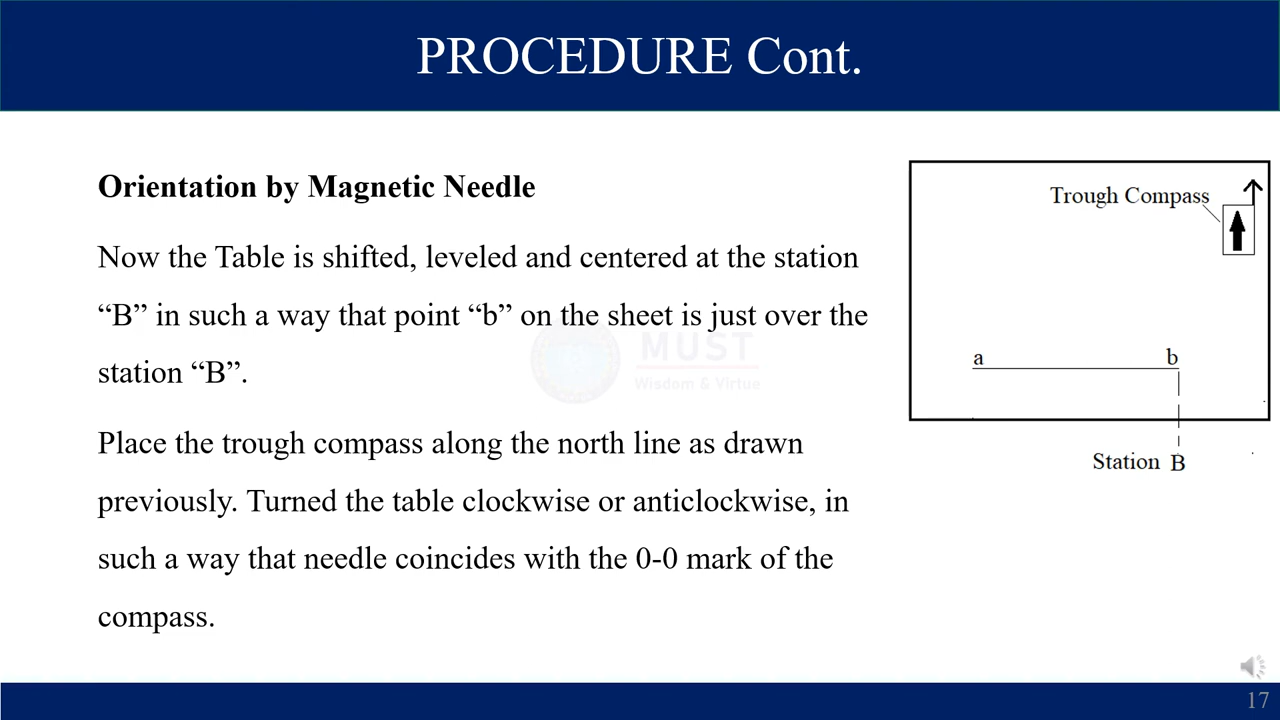 PROCEDURE Cont.
Orientation by Magnetic Needle
Now the Table is shifted, leveled and centered at the station
“B” in such a way that point “b” on the sheet is just over the
station “B”.
Place the trough compass along the north line as drawn
previously. Turned the table clockwise or anticlockwise, in
such a way that needle coincides with the 0-0 mark of the
compass.
MUST
Wisdom & Virtue
Trough Compass
a b
Station B
17